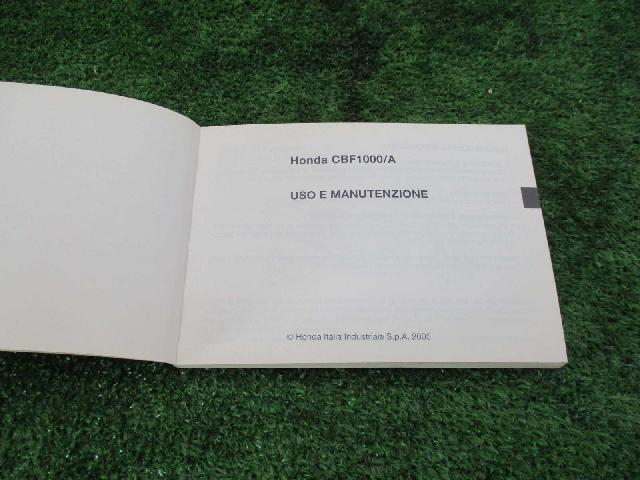 Honda CBF1000/A
USO E MANUTENZIONE
© Honda Italia Industriale S.p.A. 2005